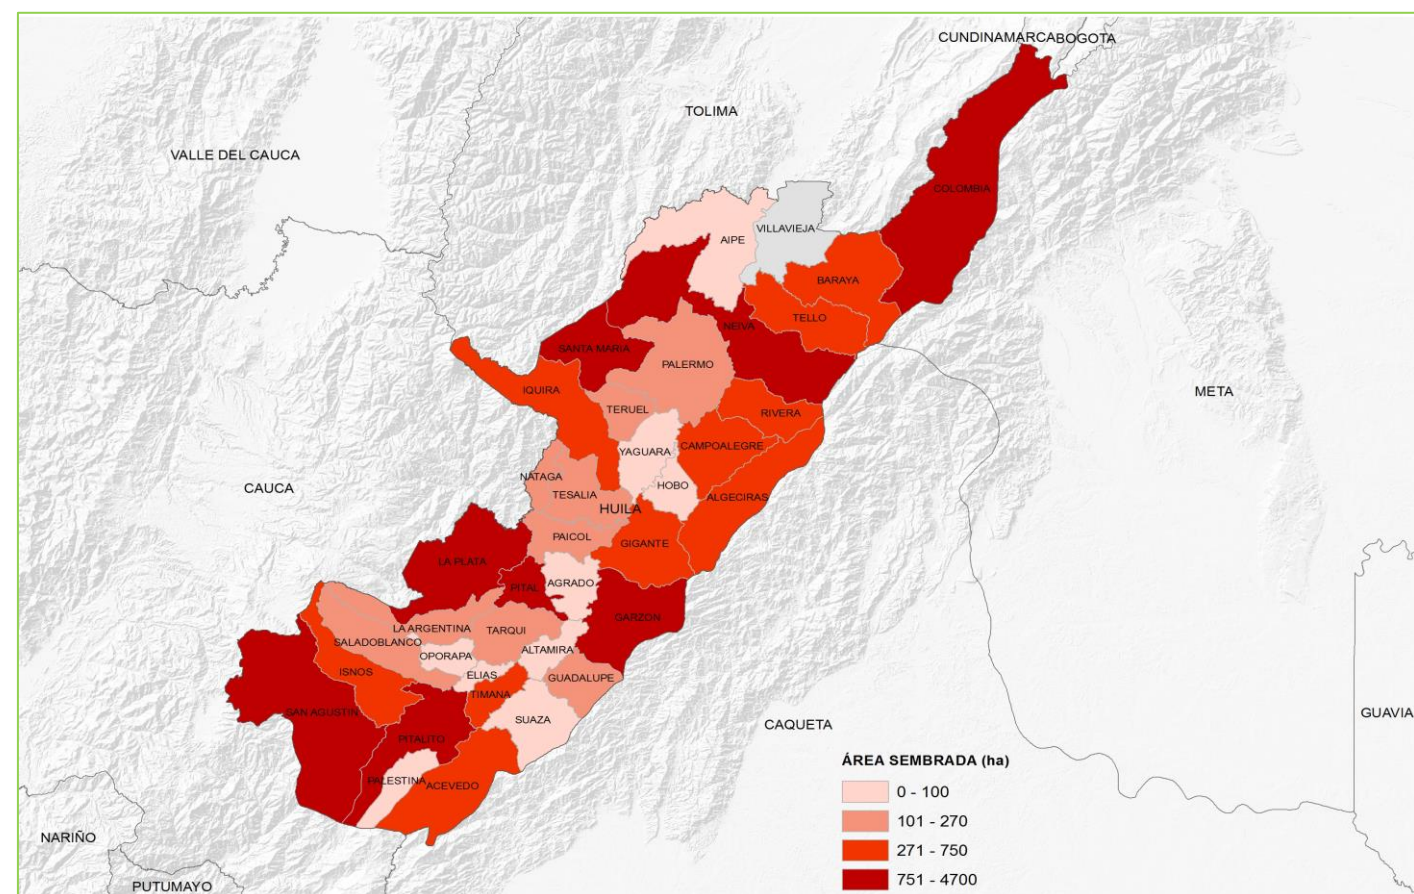 CUNDINAMARCA
BOGOTA
TOLIMA
VALLE DEL CAUCA
COLOMBIA
VILLAVIEJA
AIPE
BARAYA
TELLO
NEIVA
SANTA MARIA
PALERMO
IQUIRA
META
TERUEL
RIVERA
CAMPOALEGRE
YAGUARA
NATAGA
HOBO
CAUCA
TESALIA
ALGECIRAS
HUILA
PAICOL
GIGANTE
LA PLATA
AGRADO
PITAL
GARZON
LA ARGENTINA
TARQUI
SALADOBLANCO
ALTAMIRA
OPORAPA
ISNOS
ELIAS
GUADALUPE
TIMANA
SAN AGUSTIN
GUAVIA
SUAZA
CAQUETA
PITALITO
PALESTINA
ACEVEDO
NARIÑO
PUTUMAYO
ÁREA SEMBRADA (ha)
0 - 100
101 - 270
271 - 750
751 - 4700